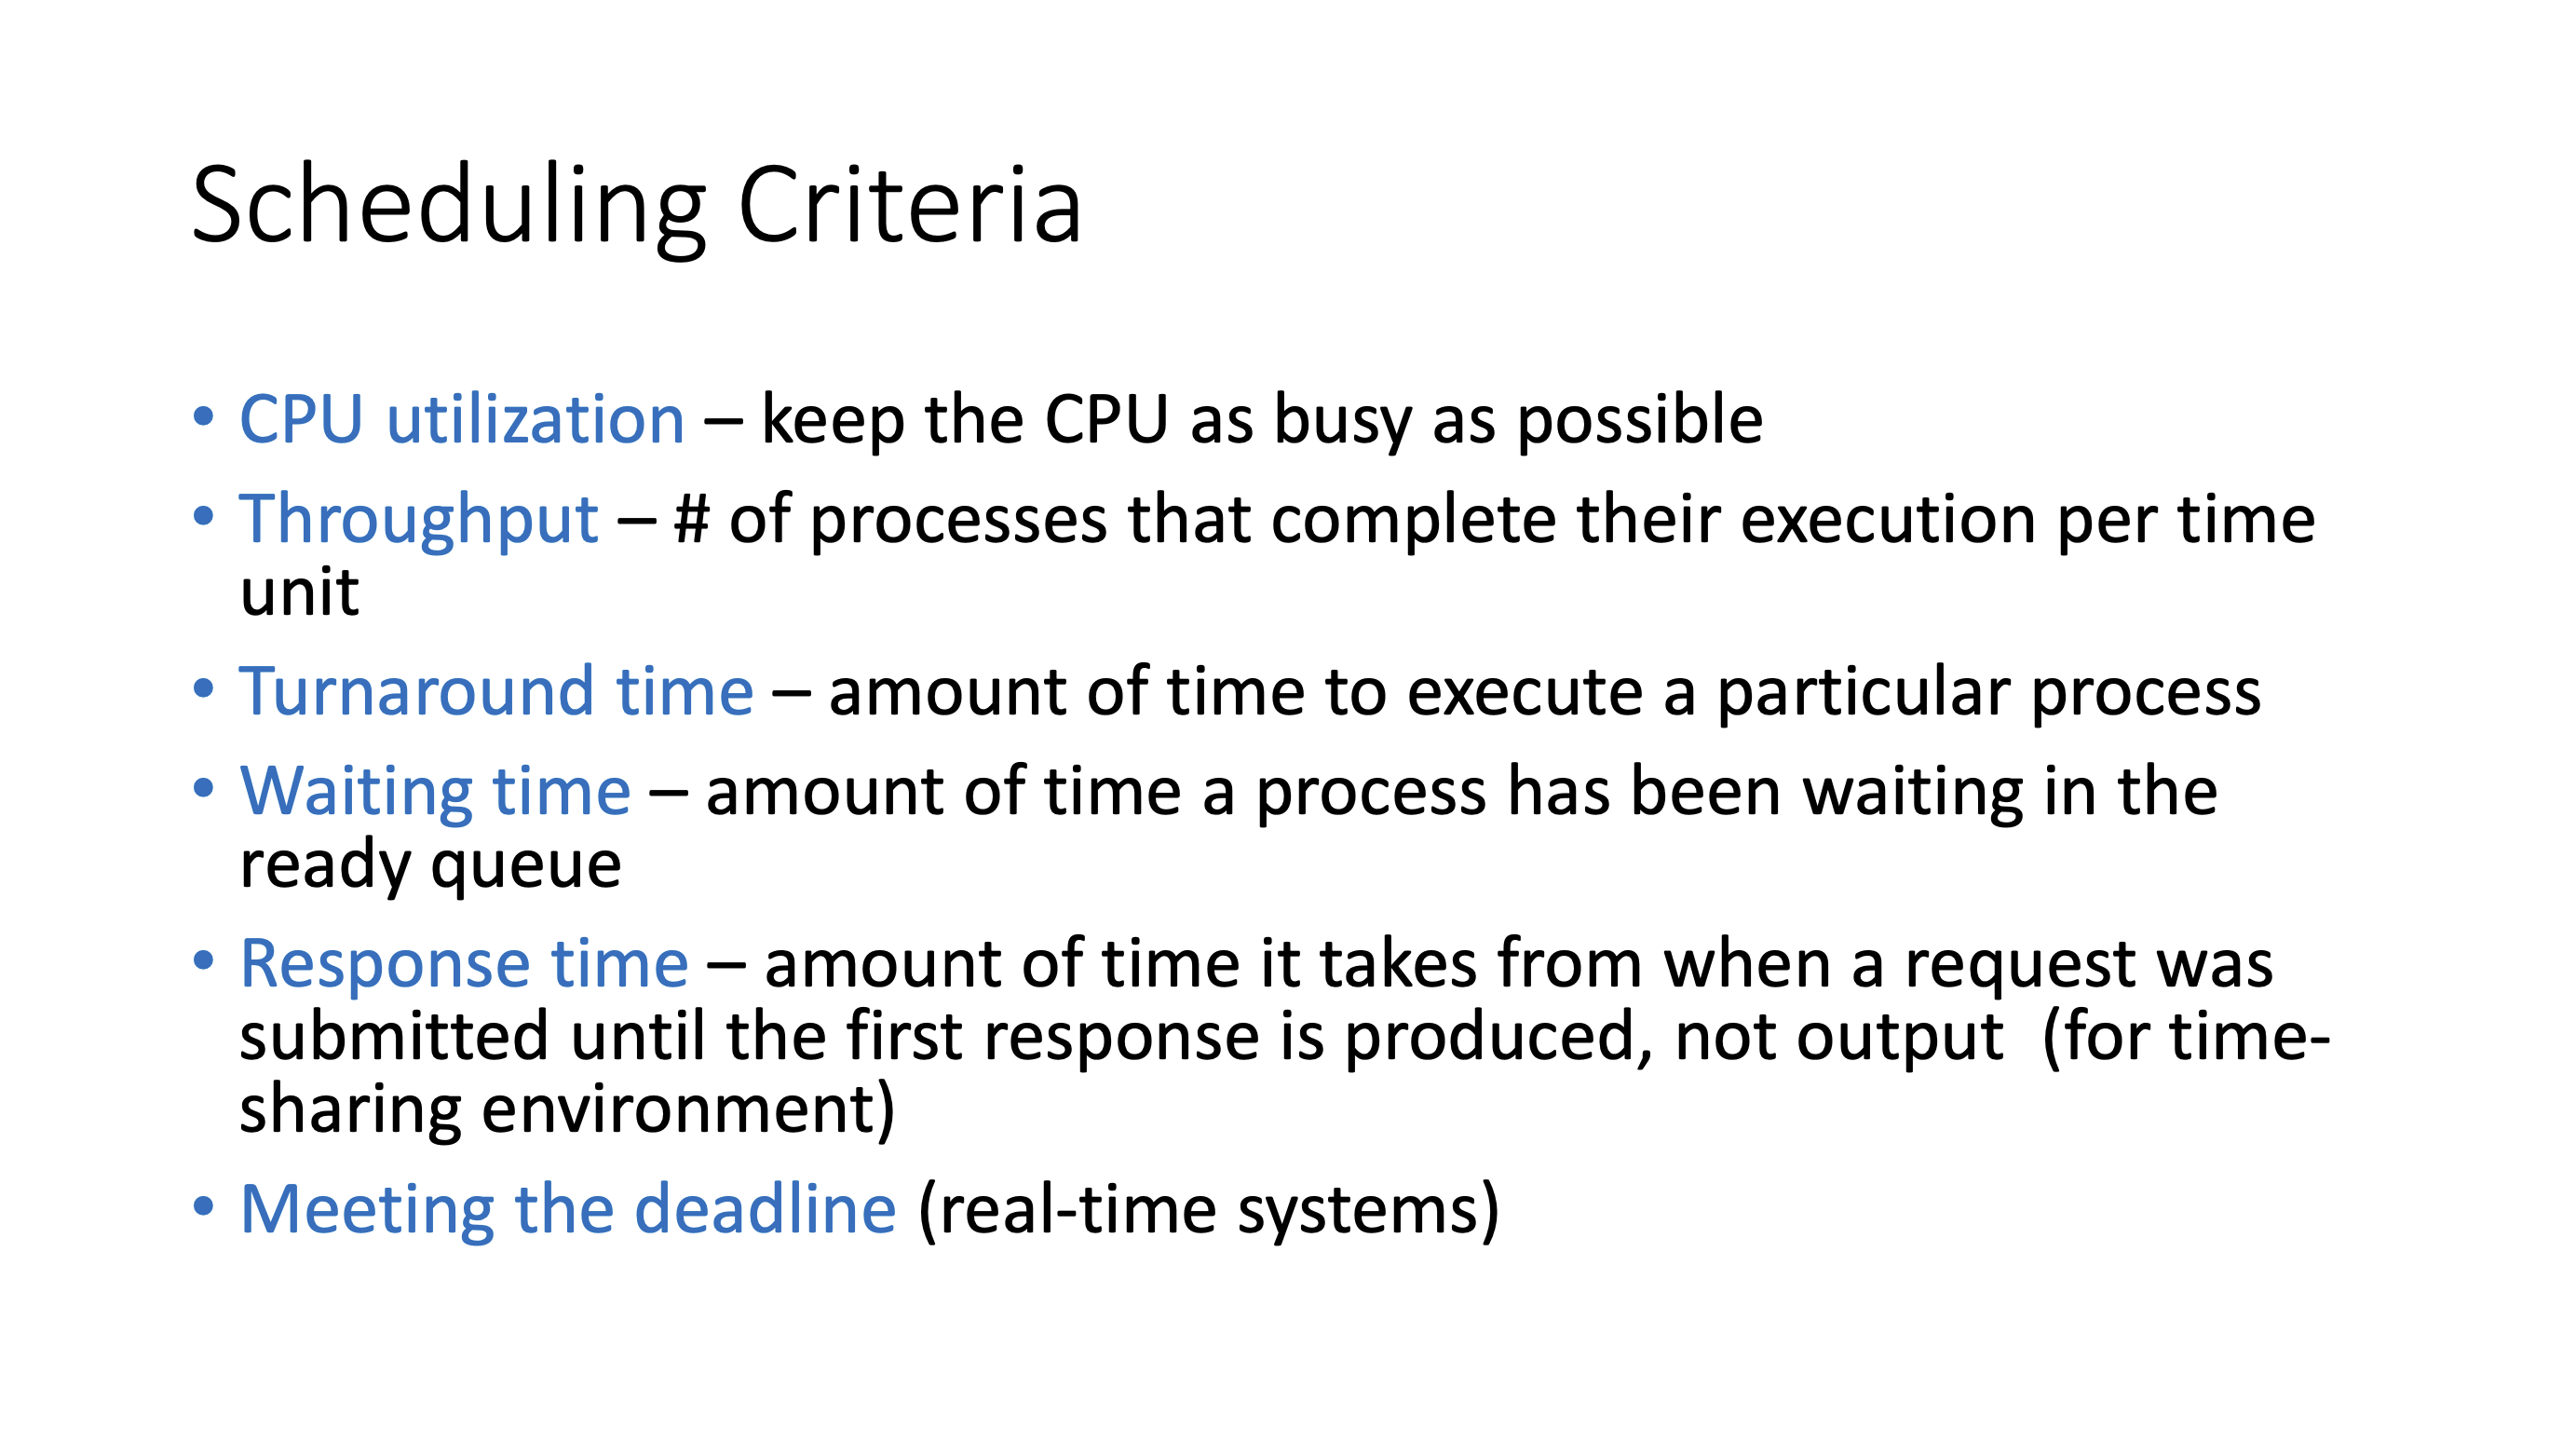 Scheduling Criteria
• CPU utilization – keep the CPU as busy as possible
• Throughput – # of processes that complete their execution per time
unit
• Turnaround time – amount of time to execute a particular process
• Waiting time – amount of time a process has been waiting in the
ready queue
• Response time – amount of time it takes from when a request was
submitted until the first response is produced, not output  (for time-
sharing environment)
• Meeting the deadline (real-time systems)